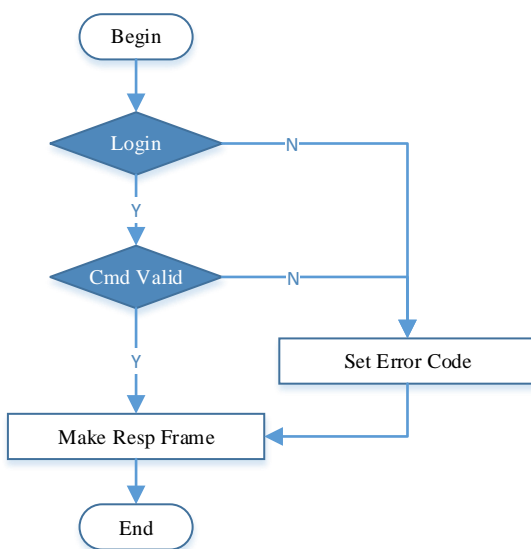 Begin
Login
N
Y
Cmd Valid
N
Y
Set Error Code
Make Resp Frame
End